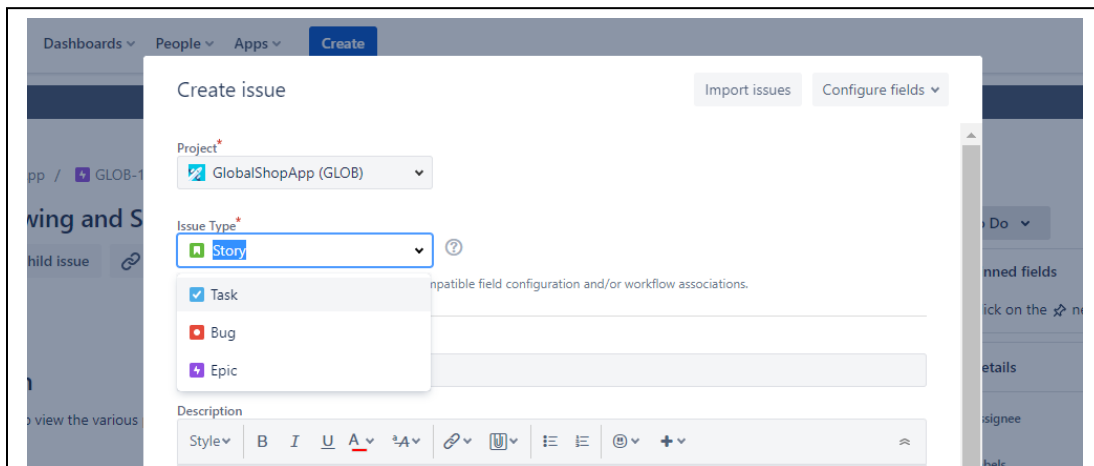 Dashboards People Apps Create
Create issue Import issues Configure fields
Project*
pp / GLOB-1 GlobalShopApp (GLOB)
wing and S Issue Type* Do
hild issue Story nned fields
mpatible field configuration and/or workflow associations.
Task ick on the ne
Bug
Epic etails
Description
o view the various ssignee
Style B I U A A